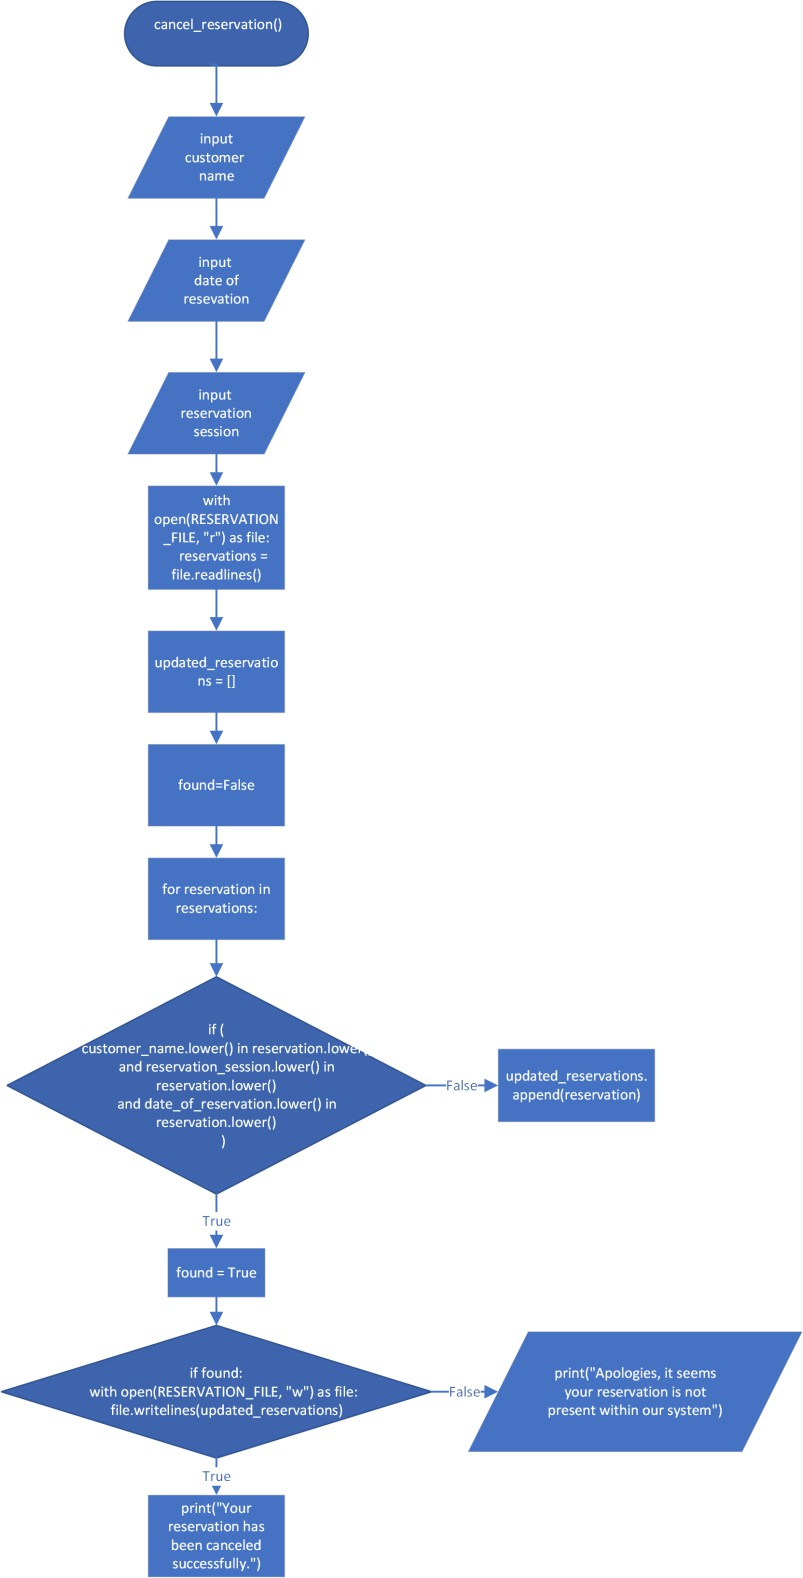 cancel_reservation()
input
customer
name
input
date of
resevation
input
reservation
session
with
open(RESERVATION
_FILE, "r") as file:
reservations =
file.readlines()
updated_reservatio
ns = []
found=False
for reservation in
reservations:
if (
customer_name.lower() in reservation.lower(
and reservation_session.lower() in
reservation.lower()
and date_of_reservation.lower() in
reservation.lower()
)
False
updated_reservations.
append(reservation)
True
found = True
if found:
with open(RESERVATION_FILE, "w") as file:
file.writelines(updated_reservations)
False
print("Apologies, it seems
your reservation is not
present within our system")
True
print("Your
reservation has
been canceled
successfully.")